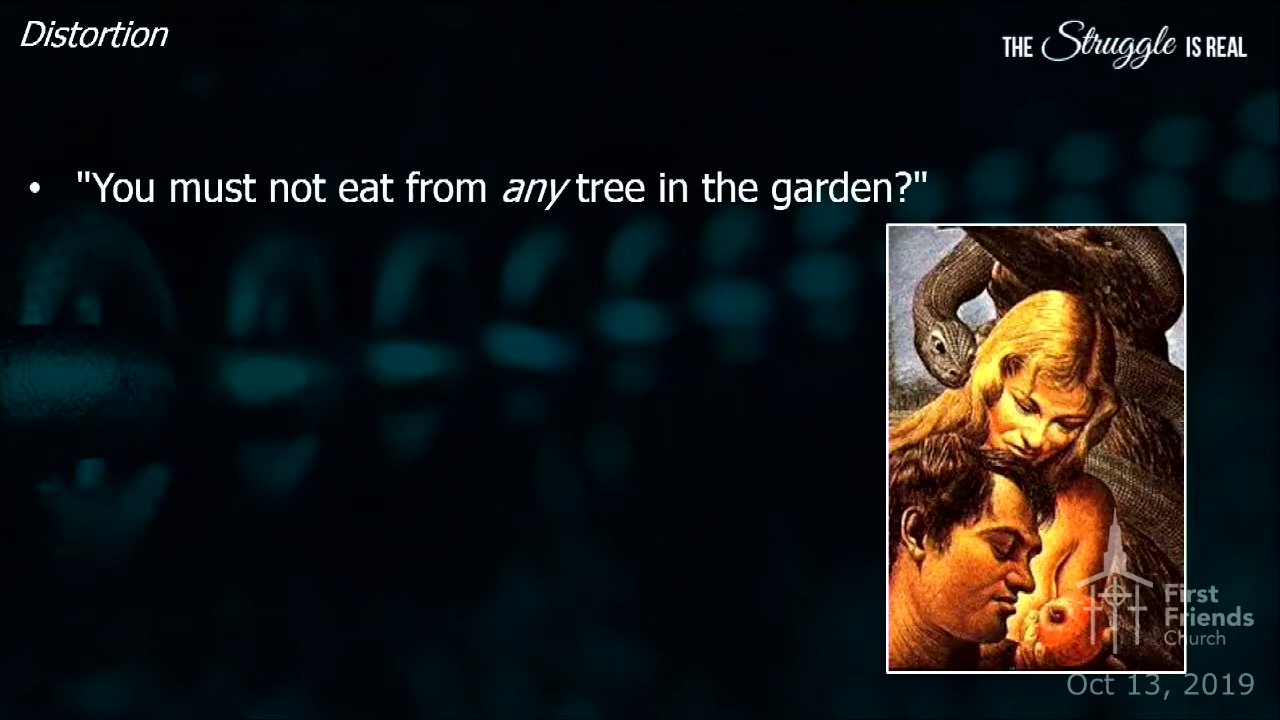 Distortion
THE Struggle IS REAL
• "You must not eat from any tree in the garden?"
First
Friends
Church
Oct 13, 2019